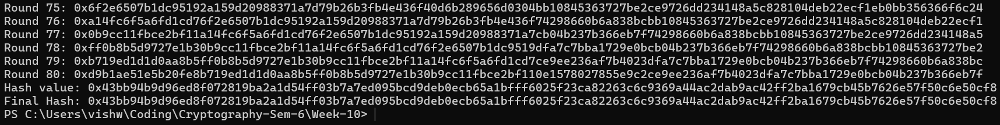 Round 75: 0x6f2e6507b1dc95192a159d20988371a7d79b26b3fb4e436f40d6b289656d0304bb10845363727be2ce9726dd234148a5c828104deb22ecf1eb0bb356366f6c24
Round 76: 0xa14fc6f5a6fd1cd76f2e6507b1dc95192a159d20988371a7d79b26b3fb4e436f74298660b6a838bcbb10845363727be2ce9726dd234148a5c828104deb22ecf1
Round 77: 0x0b9cc11fbce2bf11a14fc6f5a6fd1cd76f2e6507b1dc95192a159d20988371a7cb04b237b366eb7f74298660b6a838bcbb10845363727be2ce9726dd234148a5
Round 78: 0xff0b8b5d9727e1b30b9cc11fbce2bf11a14fc6f5a6fd1cd76f2e6507b1dc9519dfa7c7bba1729e0bcb04b237b366eb7f74298660b6a838bcbb10845363727be2
Round 79: 0xb719ed1d1d0aa8b5ff0b8b5d9727e1b30b9cc11fbce2bf11a14fc6f5a6fd1cd7ce9ee236af7b4023dfa7c7bba1729e0bcb04b237b366eb7f74298660b6a838bc
Round 80: 0xd9b1ae51e5b20fe8b719ed1d1d0aa8b5ff0b8b5d9727e1b30b9cc11fbce2bf110e1578027855e9c2ce9ee236af7b4023dfa7c7bba1729e0bcb04b237b366eb7f
Hash value: 0x43bb94b9d96ed8f072819ba2a1d54ff03b7a7ed095bcd9deb0ecb65a1bfff6025f23ca82263c6c9369a44ac2dab9ac42ff2ba1679cb45b7626e57f50c6e50cf8
Final Hash: 0x43bb94b9d96ed8f072819ba2a1d54ff03b7a7ed095bcd9deb0ecb65a1bfff6025f23ca82263c6c9369a44ac2dab9ac42ff2ba1679cb45b7626e57f50c6e50cf8
PS C:\Users\vishw\Coding\Cryptography-Sem-6\Week-10>